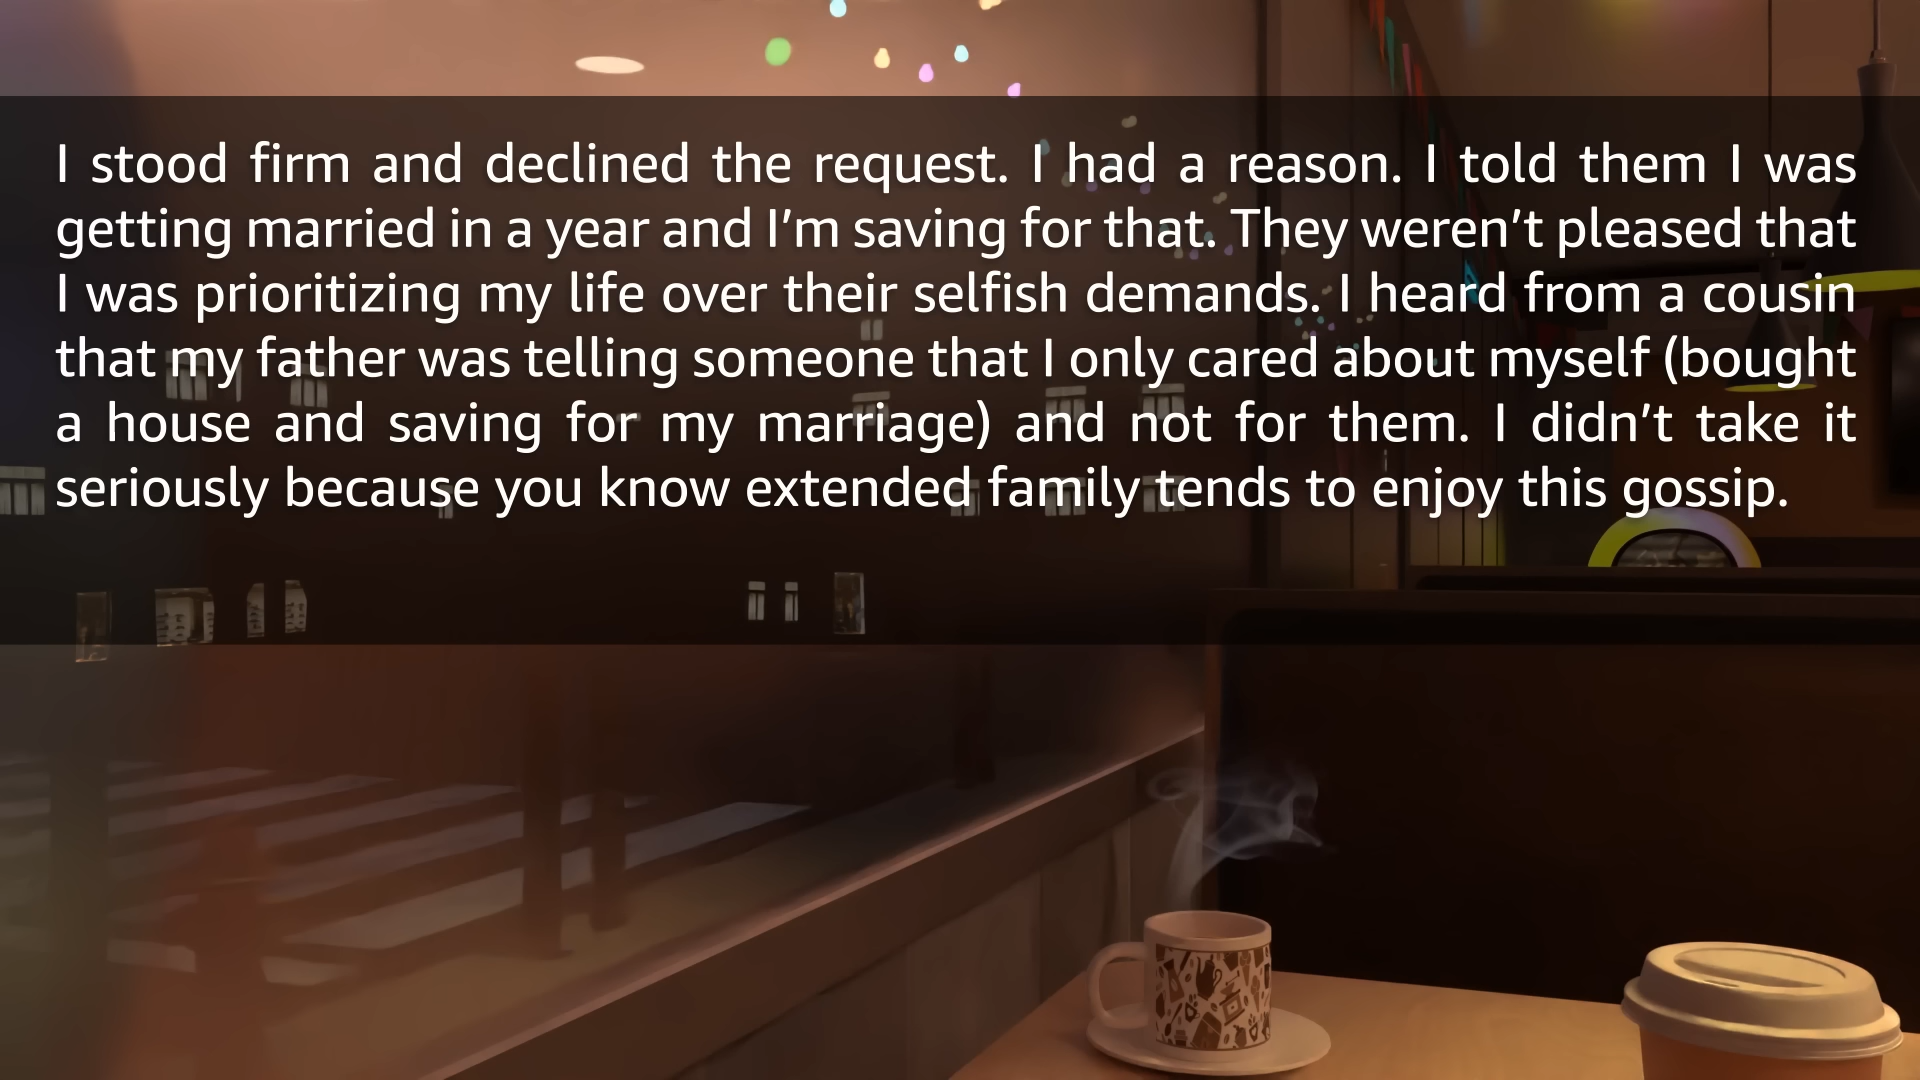 I stood firm and declined the request. I had a reason. I told them I was
getting married in a year and I’m saving for that. They weren’t pleased that
I was prioritizing my life over their selfish demands. I heard from a cousin
that my father was telling someone that I only cared about myself (bought
a house and saving for my marriage) and not for them. I didn’t take it
seriously because you know extended family tends to enjoy this gossip.